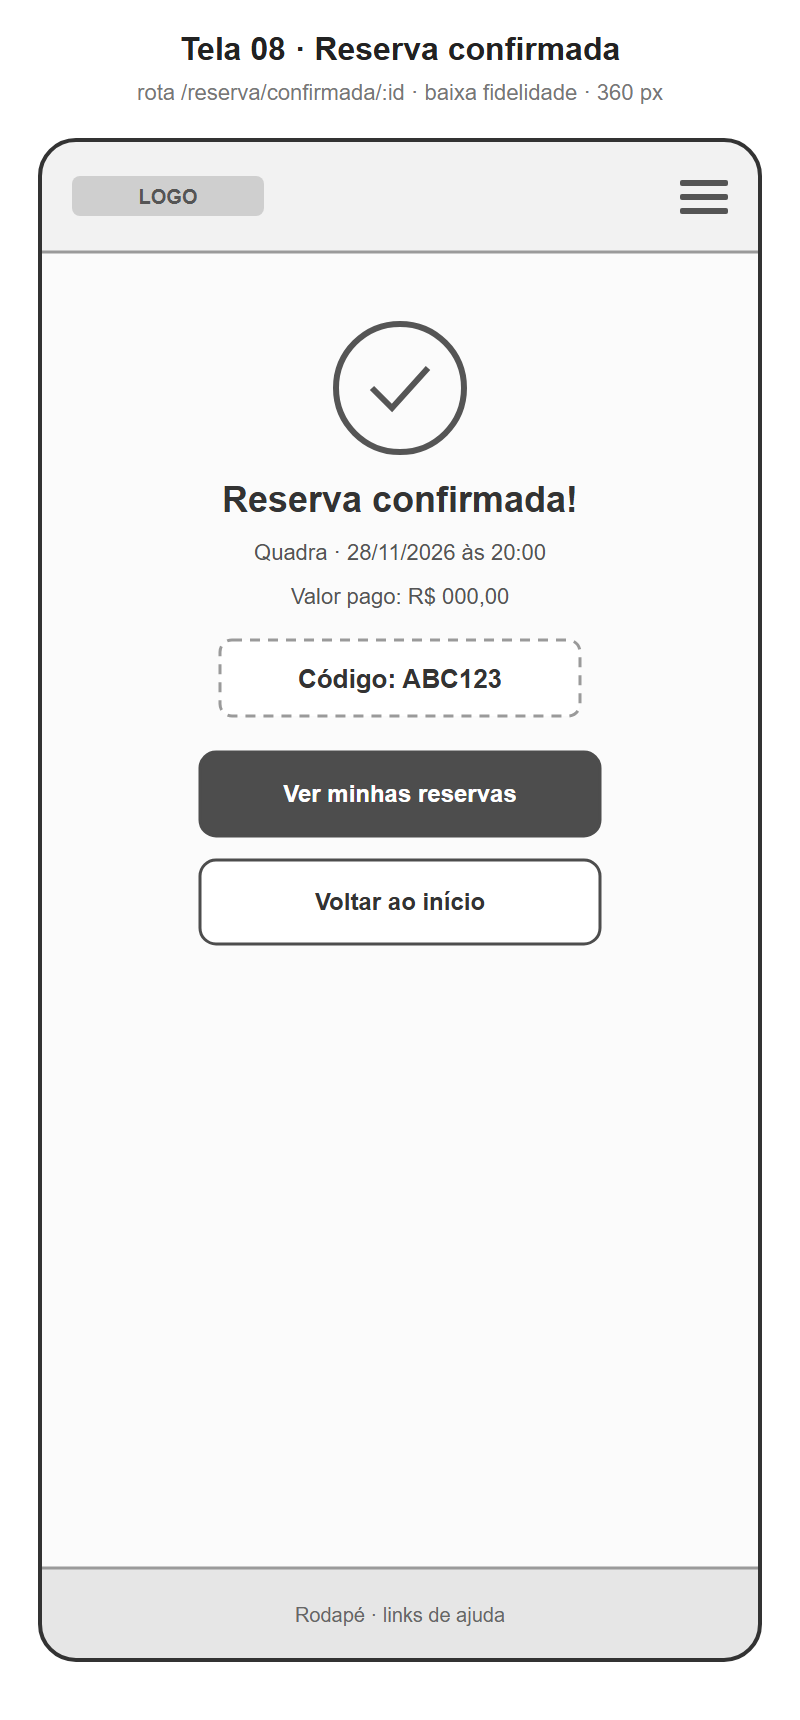 Tela 08 · Reserva confirmada
rota /reserva/confirmada/:id · baixa fidelidade · 360 px
LOGO
Reserva confirmada!
Quadra · 28/11/2026 às 20:00
Valor pago: R$ 000,00
Código: ABC123
Ver minhas reservas
Voltar ao início
Rodapé · links de ajuda